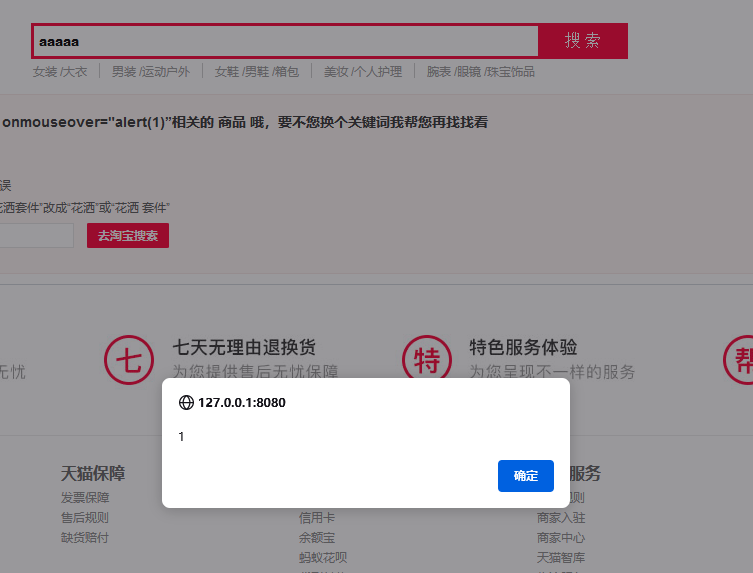 aaaaa
搜 索
女装 /大衣 男装 /运动户外 女鞋 /男鞋 /箱包 美妆 /个人护理 腕表 /眼镜 /珠宝饰品
onmouseover="alert(1)”相关的 商品 哦，要不您换个关键词我帮您再找找看
误
花洒套件”改成“花洒”或“花洒 套件”
去淘宝搜索
七 七天无理由退换货 特 特色服务体验 帮
无忧 为您提供售后无忧保障 为您呈现不一样的服务
127.0.0.1:8080
1
确定
天猫保障 服务
发票保障 规则
售后规则 信用卡 商家入驻
缺货赔付 余额宝 商家中心
蚂蚁花呗 天猫智库